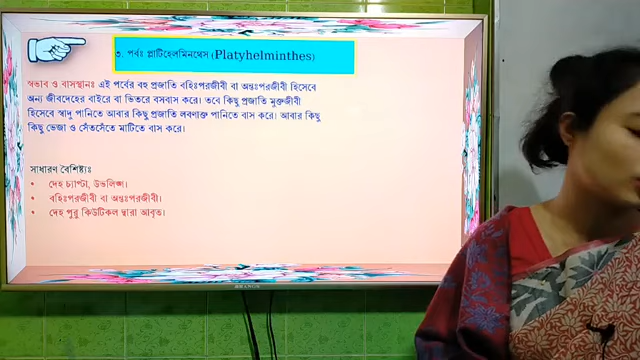 ৩. পর্বঃ প্লাটিহেলমিনথেস (Platyhelminthes)
স্বভাব ও বাসস্থানঃ এই পর্বের বহু প্রজাতি বহিঃপরজীবী বা অন্তঃপরজীবী হিসেবে
অন্য জীবদেহের বাইরে বা ভিতরে বসবাস করে। তবে কিছু প্রজাতি মুক্তজীবী
হিসেবে স্বাদু পানিতে আবার কিছু প্রজাতি লবণাক্ত পানিতে বাস করে। আবার কিছু
কিছু ভেজা ও সেঁতসেঁতে মাটিতে বাস করে।
সাধারণ বৈশিষ্ট্যঃ
• দেহ চ্যাপ্টা, উভলিঙ্গ।
• বহিঃপরজীবী বা অন্তঃপরজীবী।
• দেহ পুরু কিউটিকল দ্বারা আবৃত।